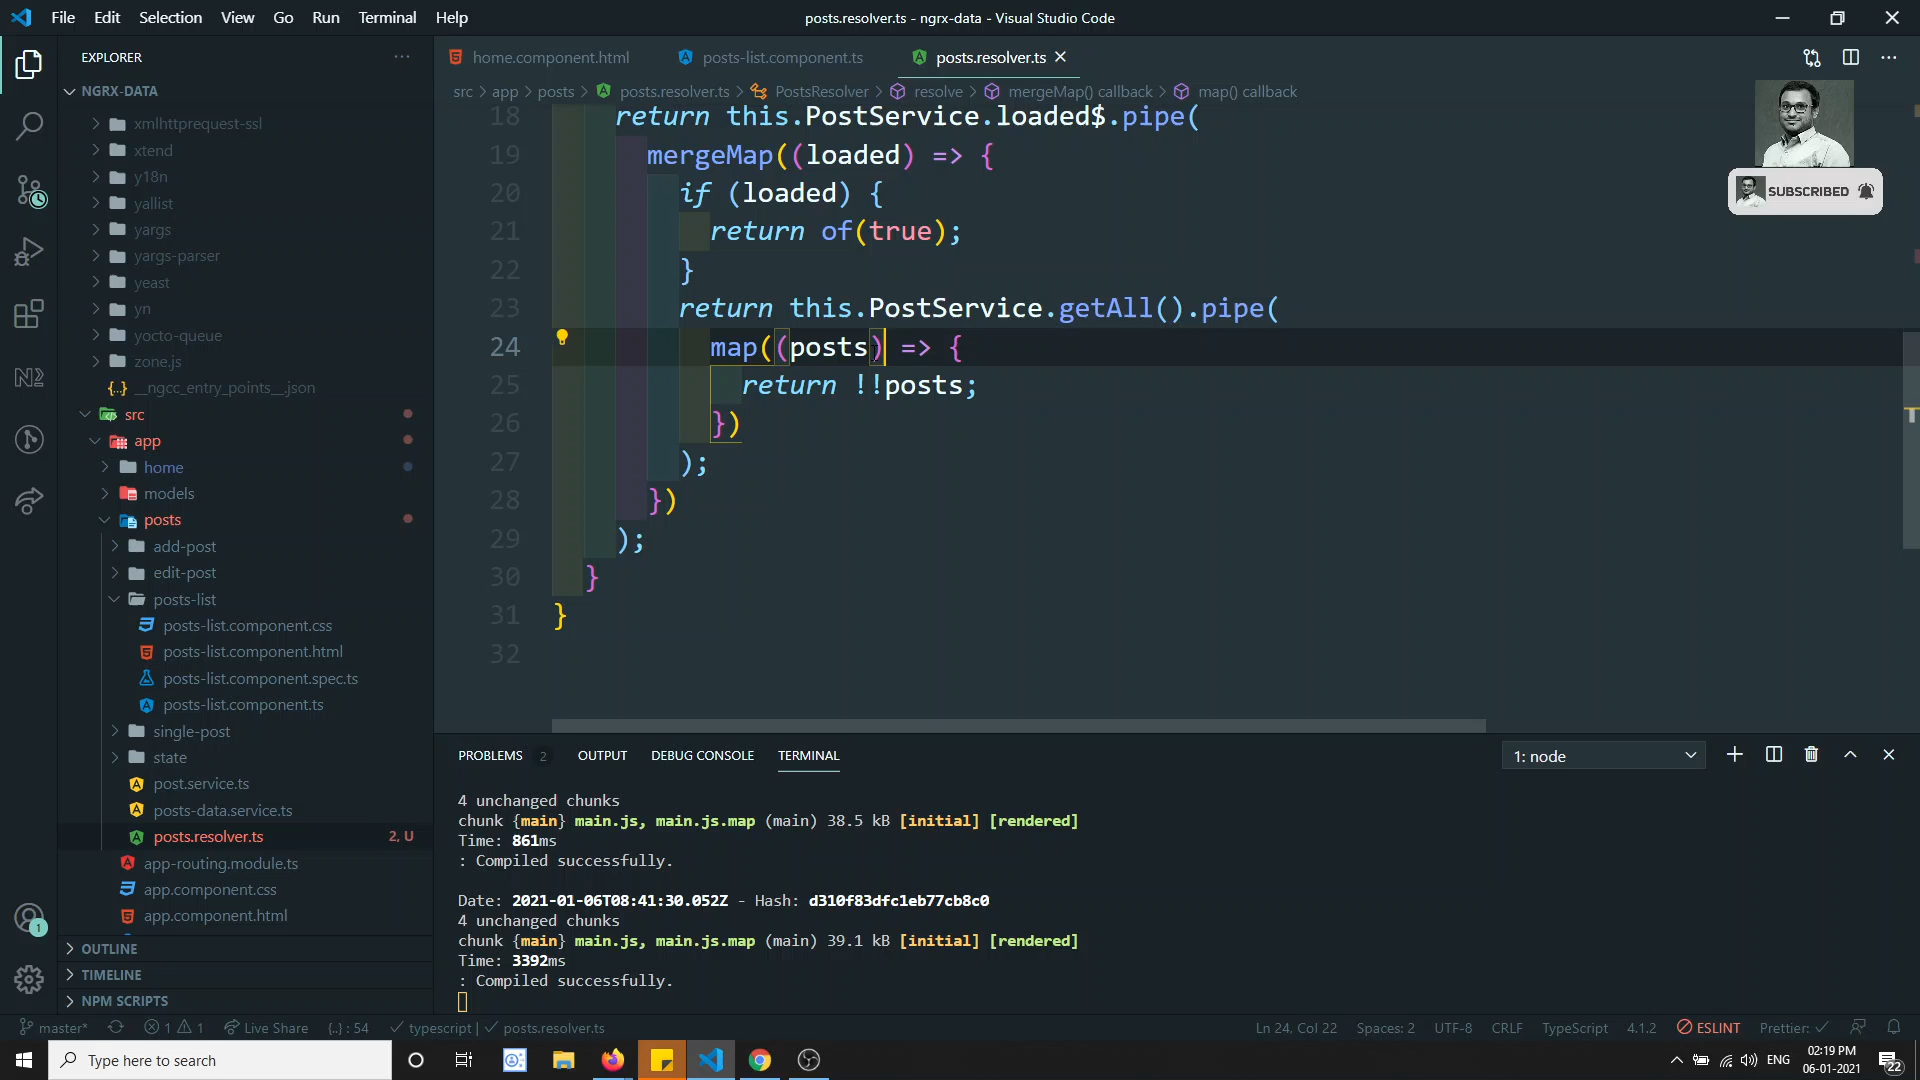 File Edit Selection View Go Run Terminal Help
posts.resolver.ts - ngrx-data - Visual Studio Code
EXPLORER
NGRX-DATA
xmlhttprequest-ssl
xtend
y18n
yallist
yargs
yargs-parser
yeast
yn
yocto-queue
zone.js
__ngcc_entry_points__.json
src
app
home
models
posts
add-post
edit-post
posts-list
posts-list.component.css
posts-list.component.html
posts-list.component.spec.ts
posts-list.component.ts
single-post
state
post.service.ts
posts-data.service.ts
posts.resolver.ts 2, U
app-routing.module.ts
app.component.css
app.component.html
OUTLINE
TIMELINE
NPM SCRIPTS
home.component.html posts-list.component.ts posts.resolver.ts
src > app > posts > posts.resolver.ts > PostsResolver > resolve > mergeMap() callback > map() callback
SUBSCRIBED
18 return this.PostService.loaded$.pipe(
19 mergeMap((loaded) => {
20 if (loaded) {
21 return of(true);
22 }
23 return this.PostService.getAll().pipe(
24 map((posts) => {
25 return !!posts;
26 })
27 );
28 })
29 );
30 }
31 }
32
PROBLEMS 2 OUTPUT DEBUG CONSOLE TERMINAL
1: node
4 unchanged chunks
chunk {main} main.js, main.js.map (main) 38.5 kB [initial] [rendered]
Time: 861ms
: Compiled successfully.
Date: 2021-01-06T08:41:30.052Z - Hash: d310f83dfc1eb77cb8c0
4 unchanged chunks
chunk {main} main.js, main.js.map (main) 39.1 kB [initial] [rendered]
Time: 3392ms
: Compiled successfully.
1
master* 1 1 Live Share {..} : 54 typescript | posts.resolver.ts
Ln 24, Col 22 Spaces: 2 UTF-8 CRLF TypeScript 4.1.2 ESLINT Prettier:
Type here to search
ENG
02:19 PM
06-01-2021
22